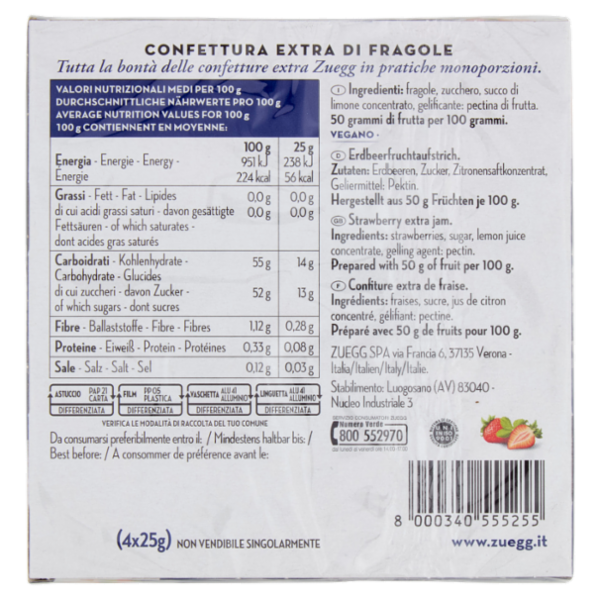 CONFETTURA EXTRA DI FRAGOLE
Tutta la bontà delle confetture extra Zuegg in pratiche monoporzioni.
VALORI NUTRIZIONALI MEDI PER 100 g
DURCHSCHNITTLICHE NÄHRWERTE PRO 100 g
AVERAGE NUTRITION VALUES FOR 100 g
100 g CONTIENNENT EN MOYENNE:
100 g 25 g
Energia - Energie - Energy - 951 kJ 238 kJ
Énergie 224 kcal 56 kcal
Grassi - Fett - Fat - Lipides 0,0 g 0,0 g
di cui acidi grassi saturi - davon gesättigte 0,0 g 0,0 g
Fettsäuren - of which saturates -
dont acides gras saturés
Carboidrati - Kohlenhydrate - 55 g 14 g
Carbohydrate - Glucides
di cui zuccheri - davon Zucker - 52 g 13 g
of which sugars - dont sucres
Fibre - Ballaststoffe - Fibre - Fibres 1,12 g 0,28 g
Proteine - Eiweiß - Protein - Protéines 0,33 g 0,08 g
Sale - Salz - Salt - Sel 0,12 g 0,03 g
ASTUCCIO PAP 21 CARTA FILM PP 05 PLASTICA VASCHETTA ALU 41 ALLUMINIO LINGUETTA ALU 41 ALLUMINIO
DIFFERENZIATA DIFFERENZIATA DIFFERENZIATA DIFFERENZIATA
VERIFICA LE MODALITÀ DI RACCOLTA DEL TUO COMUNE
Da consumarsi preferibilmente entro il: / Mindestens haltbar bis: /
Best before: / A consommer de préférence avant le:
(4x25g) NON VENDIBILE SINGOLARMENTE
I Ingredienti: fragole, zucchero, succo di
limone concentrato, gelificante: pectina di frutta.
50 grammi di frutta per 100 grammi.
VEGANO -
D Erdbeerfruchtaufstrich.
Zutaten: Erdbeeren, Zucker, Zitronensaftkonzentrat,
Geliermittel: Pektin.
Hergestellt aus 50 g Früchten je 100 g.
GB Strawberry extra jam.
Ingredients: strawberries, sugar, lemon juice
concentrate, gelling agent: pectin.
Prepared with 50 g of fruit per 100 g.
F Confiture extra de fraise.
Ingrédients: fraises, sucre, jus de citron
concentré, gélifiant: pectine.
Préparé avec 50 g de fruits pour 100 g.
ZUEGG SPA via Francia 6, 37135 Verona -
Italia/Italien/Italy/Italie.
Stabilimento: Luogosano (AV) 83040 -
Nucleo Industriale 3 -
SERVIZIO CONSUMATORI ZUEGG
Numero Verde
800 552970
8 000340 555255
www.zuegg.it